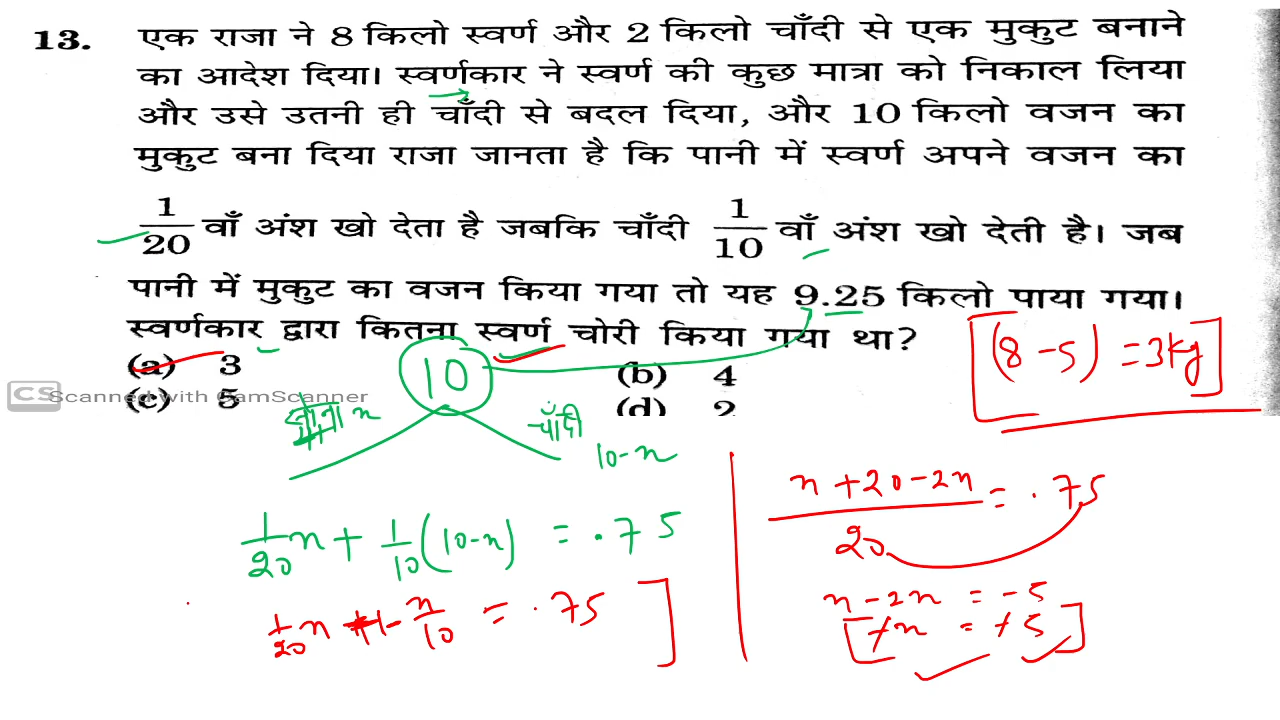 13. एक राजा ने 8 किलो स्वर्ण और 2 किलो चाँदी से एक मुकुट बनाने
का आदेश दिया। स्वर्णकार ने स्वर्ण की कुछ मात्रा को निकाल लिया
और उसे उतनी ही चाँदी से बदल दिया, और 10 किलो वजन का
मुकुट बना दिया राजा जानता है कि पानी में स्वर्ण अपने वजन का
1/20 वाँ अंश खो देता है जबकि चाँदी 1/10 वाँ अंश खो देती है। जब
पानी में मुकुट का वजन किया गया तो यह 9.25 किलो पाया गया।
स्वर्णकार द्वारा कितना स्वर्ण चोरी किया गया था?
(a) 3 (b) 4
(c) 5 (d) 2
CS Scanned with CamScanner
(8-5) = 3kg
10
सोना x चाँदी
10-x
1/20 x + 1/10 (10-x) = .75
1/20 x + 1 - x/10 = .75
(x + 20 - 2x)/20 = .75
x - 2x = -5
+x = +5